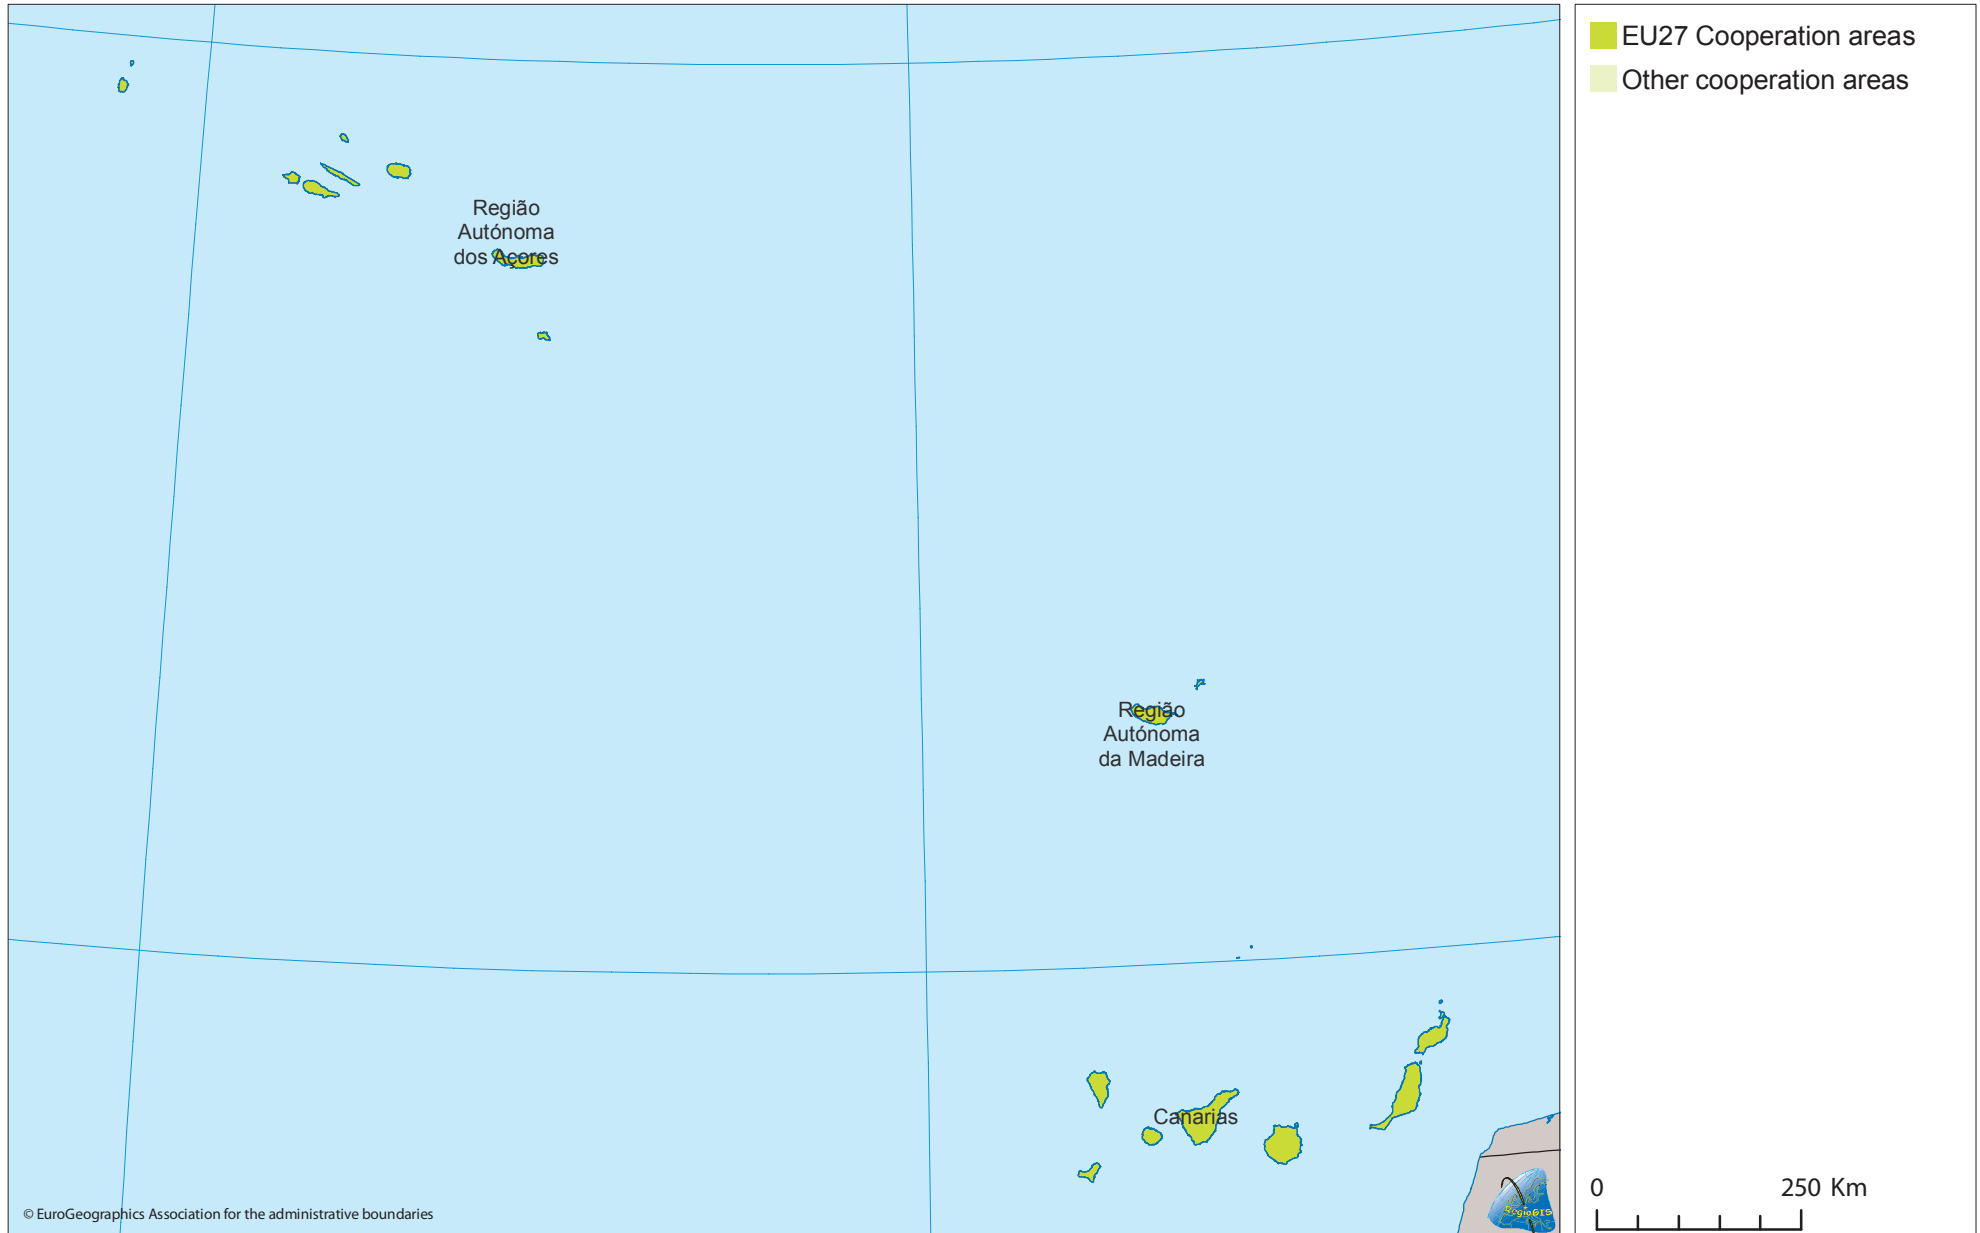 EU27 Cooperation areas
Other cooperation areas
Região
Autónoma
dos Açores
Região
Autónoma
da Madeira
Canarias
© EuroGeographics Association for the administrative boundaries
RegioGIS
0 250 Km